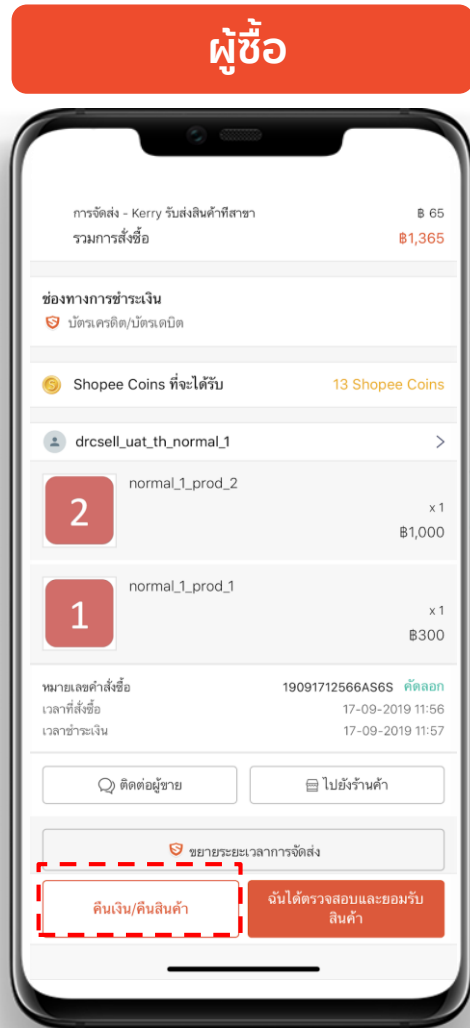 ผู้ซื้อ
การจัดส่ง - Kerry รับส่งสินค้าทีสาขา ฿ 65
รวมการสั่งซื้อ ฿1,365
ช่องทางการชำระเงิน
บัตรเครดิต/บัตรเดบิต
Shopee Coins ที่จะได้รับ 13 Shopee Coins
drcsell_uat_th_normal_1 >
2
normal_1_prod_2
x 1
฿1,000
1
normal_1_prod_1
x 1
฿300
หมายเลขคำสั่งซื้อ 19091712566AS6S คัดลอก
เวลาที่สั่งซื้อ 17-09-2019 11:56
เวลาชำระเงิน 17-09-2019 11:57
ติดต่อผู้ขาย ไปยังร้านค้า
ขยายระยะเวลาการจัดส่ง
คืนเงิน/คืนสินค้า
ฉันได้ตรวจสอบและยอมรับ
สินค้า